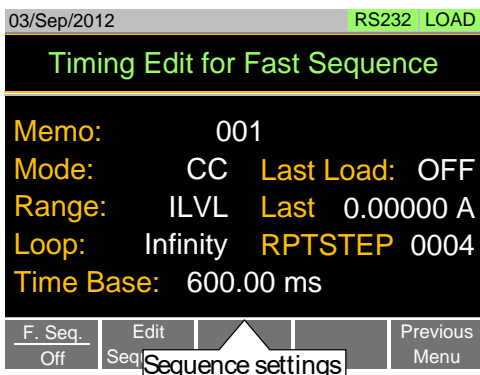 03/Sep/2012 RS232 LOAD
Timing Edit for Fast Sequence
Memo: 001
Mode: CC Last Load: OFF
Range: ILVL Last 0.00000 A
Loop: Infinity RPTSTEP 0004
Time Base: 600.00 ms
F. Seq. Edit Previous
Off Menu
Sequence settings